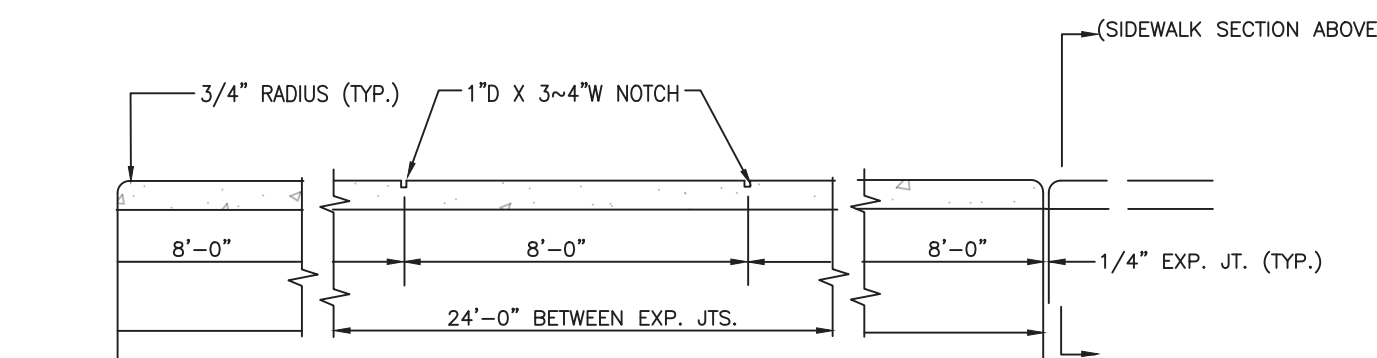 (SIDEWALK SECTION ABOVE
3/4" RADIUS (TYP.)
1"D X 3~4"W NOTCH
8'-0"
8'-0"
8'-0"
1/4" EXP. JT. (TYP.)
24'-0" BETWEEN EXP. JTS.